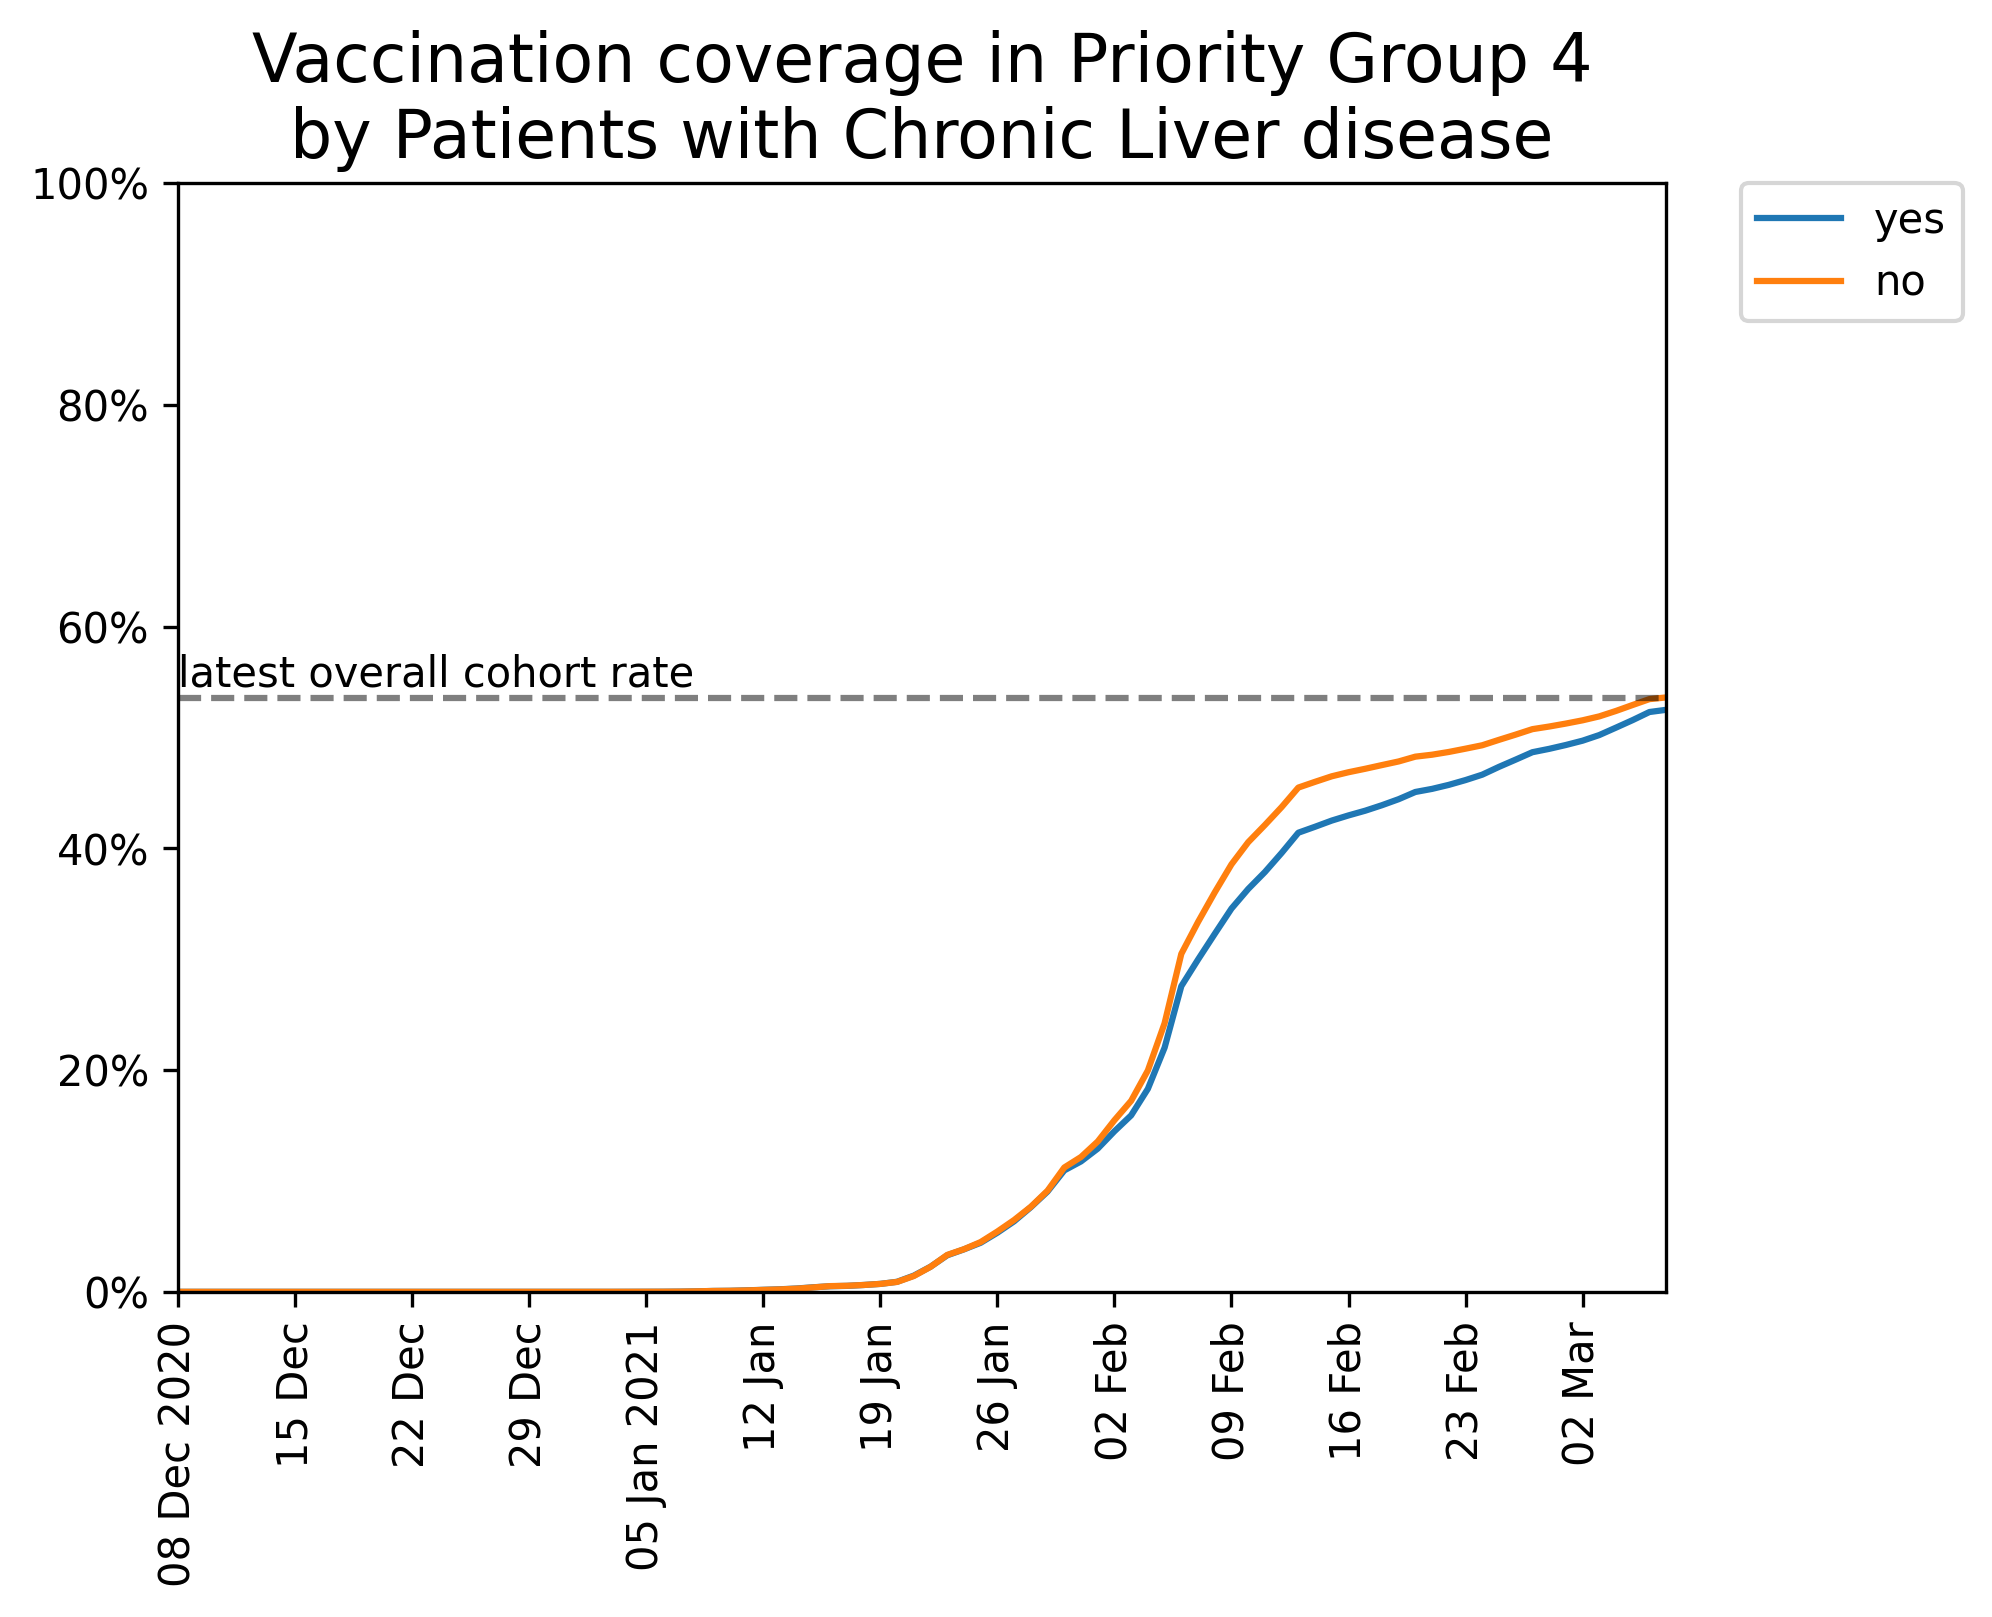 Vaccination coverage in Priority Group 4
by Patients with Chronic Liver disease
100%
80%
60%
40%
20%
0%
latest overall cohort rate
yes
no
08 Dec 2020
15 Dec
22 Dec
29 Dec
05 Jan 2021
12 Jan
19 Jan
26 Jan
02 Feb
09 Feb
16 Feb
23 Feb
02 Mar